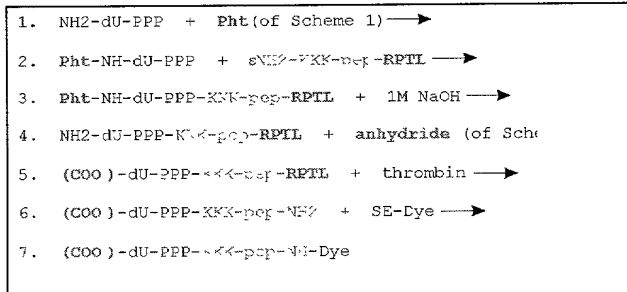 1. NH2-dU-PPP + Pht(of Scheme 1)
2. Pht-NH-dU-PPP + εNH2-KKK-pep-RPTL
3. Pht-NH-dU-PPP-KKK-pep-RPTL + 1M NaOH
4. NH2-dU-PPP-KKK-pep-RPTL + anhydride (of Sche
5. (COO )-dU-PPP-KKK-pep-RPTL + thrombin
6. (COO )-dU-PPP-KKK-pep-NH2 + SE-Dye
7. (COO )-dU-PPP-KKK-pep-NH-Dye